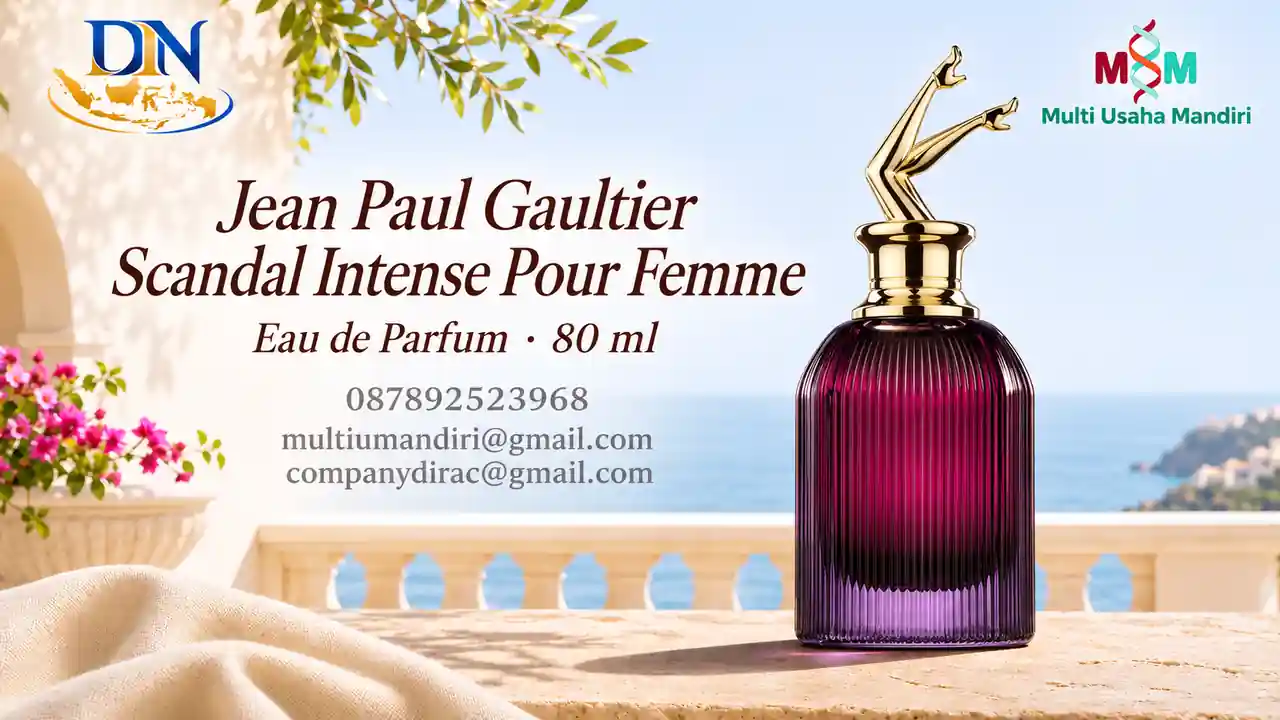 DIN
M M
Multi Usaha Mandiri
Jean Paul Gaultier
Scandal Intense Pour Femme
Eau de Parfum · 80 ml
087892523968
multiumandiri@gmail.com
companydirac@gmail.com